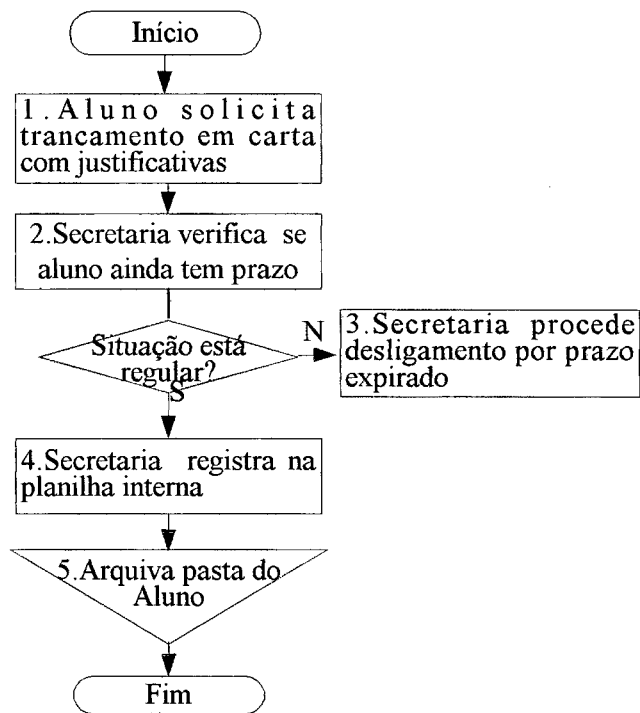 Início
1.Aluno solicita
trancamento em carta
com justificativas
2.Secretaria verifica se
aluno ainda tem prazo
Situação está
regular?
N
S
3.Secretaria procede
desligamento por prazo
expirado
4.Secretaria registra na
planilha interna
5.Arquiva pasta do
Aluno
Fim